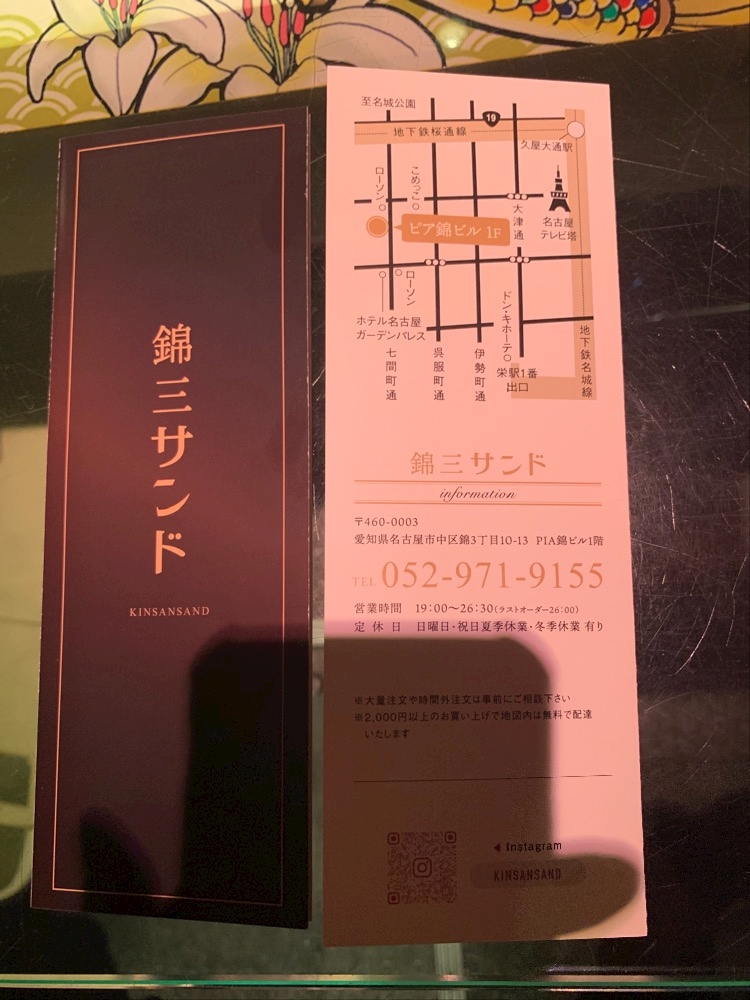 錦三サンド
KINSANSAND
至名城公園
19
地下鉄桜通線
久屋大通駅
ローソン
こめっこ
大津通
名古屋
テレビ塔
ピア錦ビル 1F
ローソン
ホテル名古屋
ガーデンパレス
ドン・キホーテ
七間町通
呉服町通
伊勢町通
栄駅1番
出口
地下鉄名城線
錦三サンド
information
〒460-0003
愛知県名古屋市中区錦3丁目10-13 PIA錦ビル1階
TEL 052-971-9155
営業時間 19:00〜26:30(ラストオーダー26:00)
定休日 日曜日・祝日夏季休業・冬季休業 有り
※大量注文や時間外注文は事前にご相談下さい
※2,000円以上のお買い上げで地図内は無料で配達
いたします
Instagram
KINSANSAND